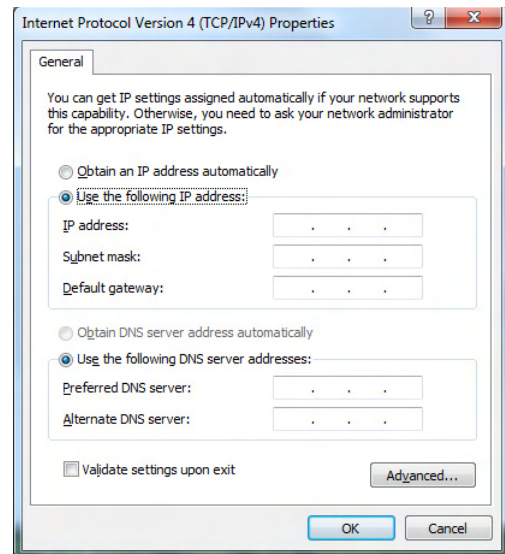 Internet Protocol Version 4 (TCP/IPv4) Properties
General
You can get IP settings assigned automatically if your network supports
this capability. Otherwise, you need to ask your network administrator
for the appropriate IP settings.
Obtain an IP address automatically
Use the following IP address:
IP address:
. . .
Subnet mask:
. . .
Default gateway:
. . .
Obtain DNS server address automatically
Use the following DNS server addresses:
Preferred DNS server:
. . .
Alternate DNS server:
. . .
Validate settings upon exit
Advanced...
OK Cancel